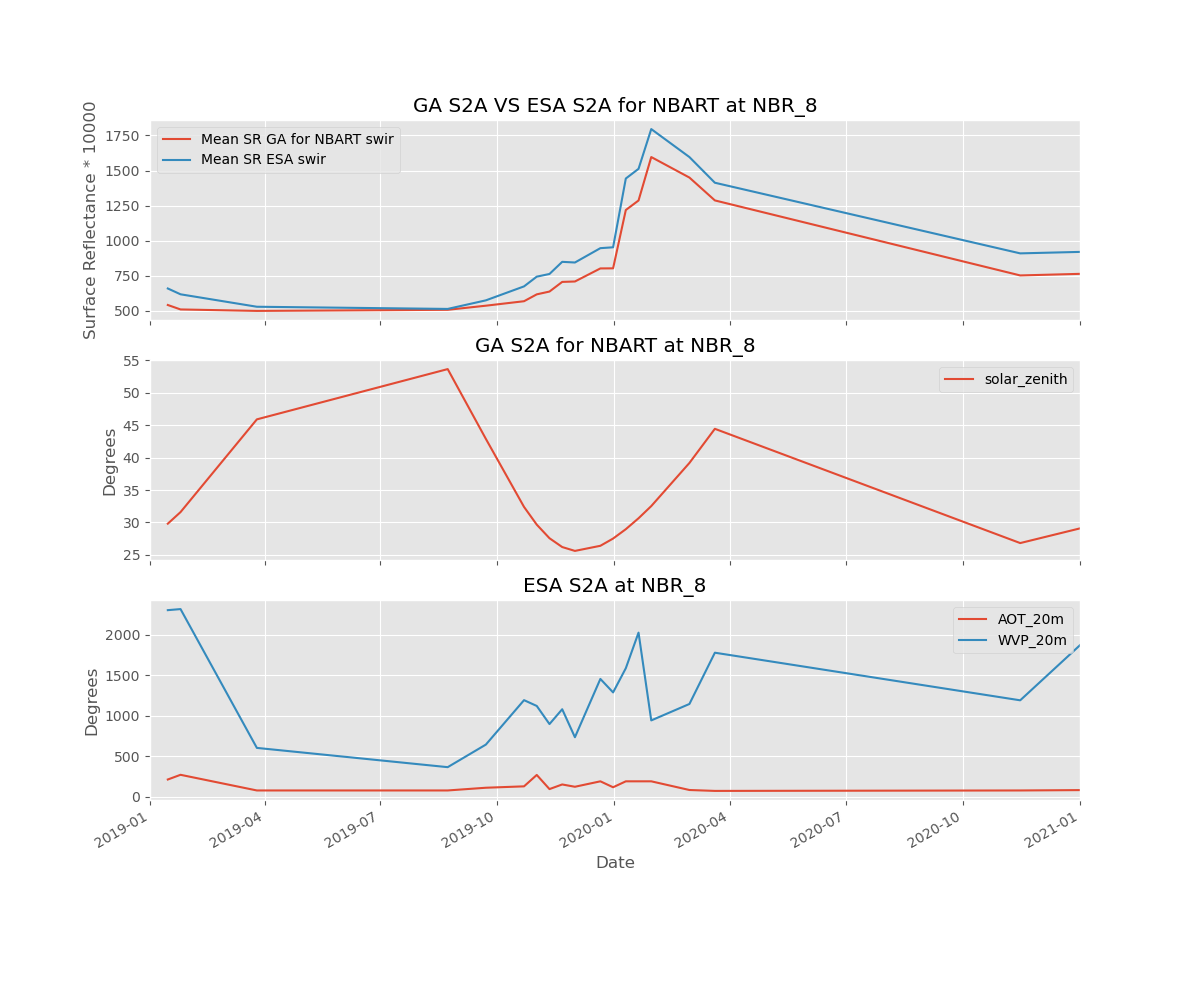 GA S2A VS ESA S2A for NBART at NBR_8
Surface Reflectance * 10000
1750
1500
1250
1000
750
500
Mean SR GA for NBART swir
Mean SR ESA swir
GA S2A for NBART at NBR_8
Degrees
55
50
45
40
35
30
25
solar_zenith
ESA S2A at NBR_8
Degrees
2000
1500
1000
500
0
AOT_20m
WVP_20m
2019-01
2019-04
2019-07
2019-10
2020-01
2020-04
2020-07
2020-10
2021-01
Date